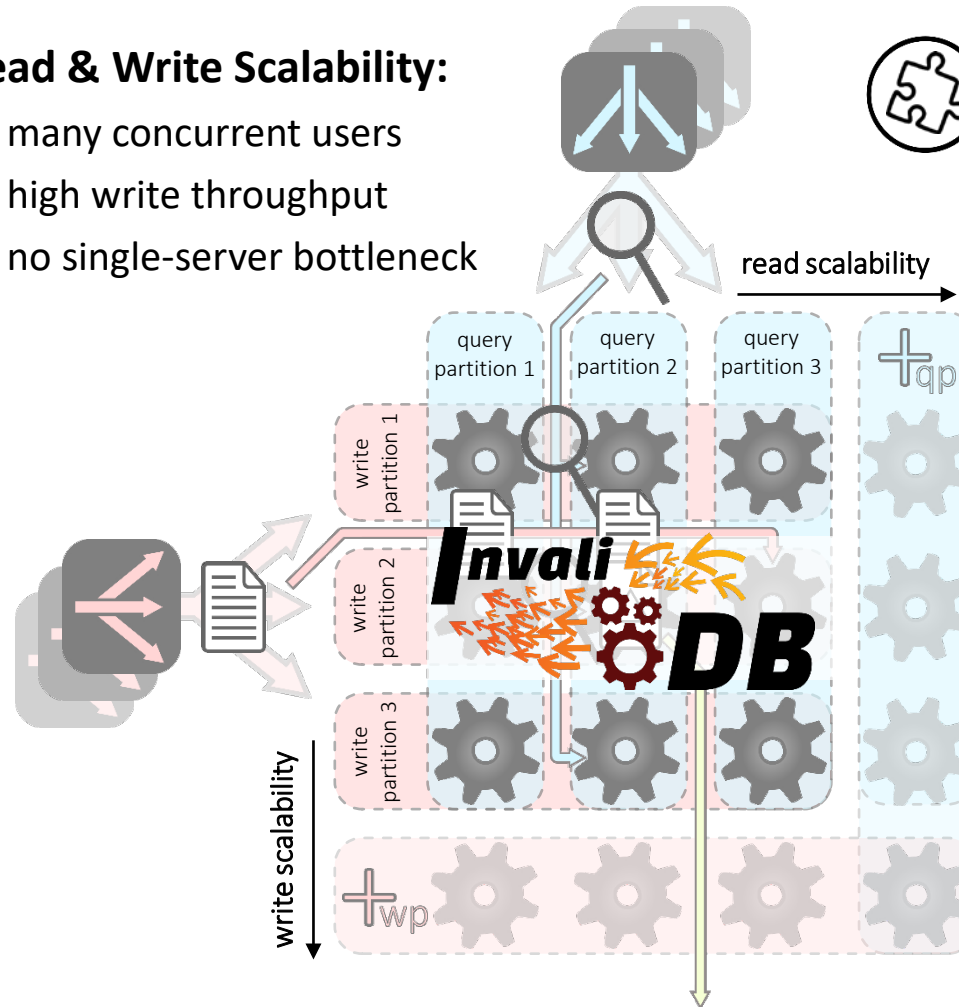 ead & Write Scalability:
many concurrent users
high write throughput
no single-server bottleneck
read scalability
query
partition 1
query
partition 2
query
partition 3
+qp
write
partition 1
write
partition 2
write
partition 3
Invali
DB
write scalability
+wp